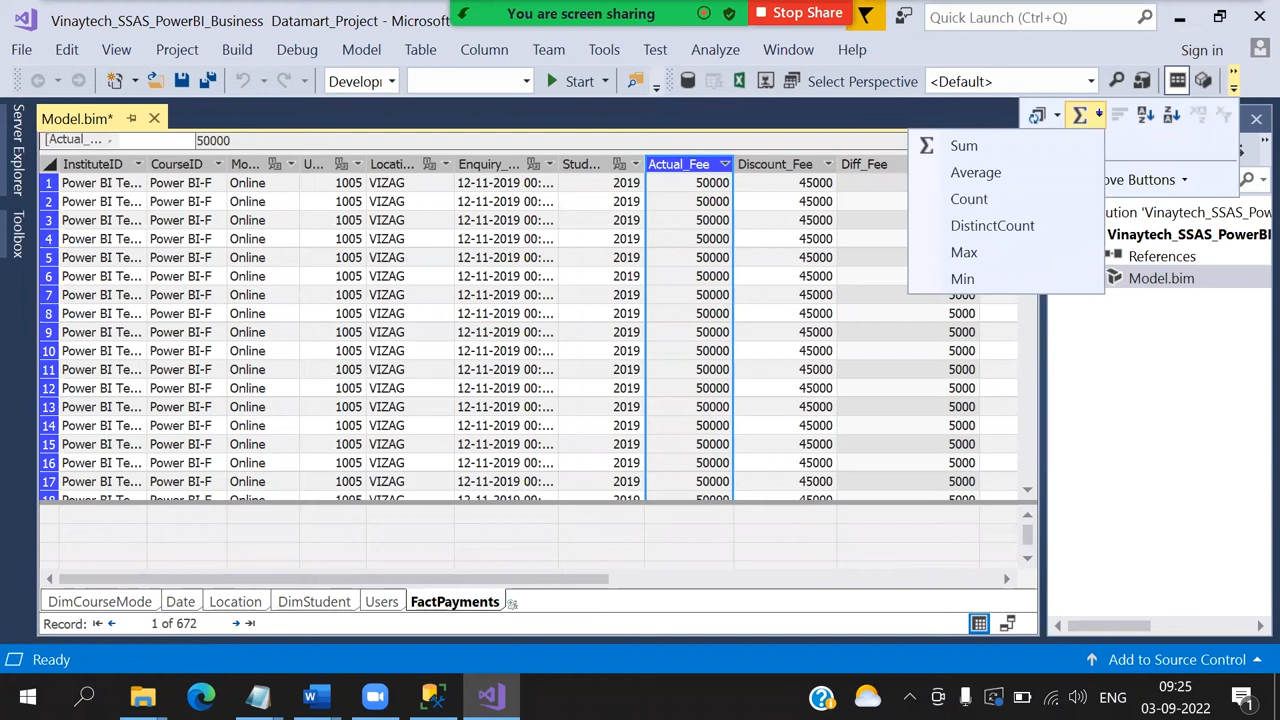 Vinaytech_SSAS_PowerBI_Business Datamart_Project - Microsoft
You are screen sharing
Stop Share
Quick Launch (Ctrl+Q)
File Edit View Project Build Debug Model Table Column Team Tools Test Analyze Window Help
Sign in
Develop Start Select Perspective <Default>
Server Explorer
Toolbox
Model.bim*
[Actual_... 50000
Sum
Average
Count
DistinctCount
Max
Min
Buttons
InstituteID CourseID Mo... U... Locati... Enquiry_... Stud... Actual_Fee Discount_Fee Diff_Fee
1 Power BI Te... Power BI-F Online 1005 VIZAG 12-11-2019 00:... 2019 50000 45000
2 Power BI Te... Power BI-F Online 1005 VIZAG 12-11-2019 00:... 2019 50000 45000
3 Power BI Te... Power BI-F Online 1005 VIZAG 12-11-2019 00:... 2019 50000 45000
4 Power BI Te... Power BI-F Online 1005 VIZAG 12-11-2019 00:... 2019 50000 45000
5 Power BI Te... Power BI-F Online 1005 VIZAG 12-11-2019 00:... 2019 50000 45000
6 Power BI Te... Power BI-F Online 1005 VIZAG 12-11-2019 00:... 2019 50000 45000
7 Power BI Te... Power BI-F Online 1005 VIZAG 12-11-2019 00:... 2019 50000 45000 5000
8 Power BI Te... Power BI-F Online 1005 VIZAG 12-11-2019 00:... 2019 50000 45000 5000
9 Power BI Te... Power BI-F Online 1005 VIZAG 12-11-2019 00:... 2019 50000 45000 5000
10 Power BI Te... Power BI-F Online 1005 VIZAG 12-11-2019 00:... 2019 50000 45000 5000
11 Power BI Te... Power BI-F Online 1005 VIZAG 12-11-2019 00:... 2019 50000 45000 5000
12 Power BI Te... Power BI-F Online 1005 VIZAG 12-11-2019 00:... 2019 50000 45000 5000
13 Power BI Te... Power BI-F Online 1005 VIZAG 12-11-2019 00:... 2019 50000 45000 5000
14 Power BI Te... Power BI-F Online 1005 VIZAG 12-11-2019 00:... 2019 50000 45000 5000
15 Power BI Te... Power BI-F Online 1005 VIZAG 12-11-2019 00:... 2019 50000 45000 5000
16 Power BI Te... Power BI-F Online 1005 VIZAG 12-11-2019 00:... 2019 50000 45000 5000
17 Power BI Te... Power BI-F Online 1005 VIZAG 12-11-2019 00:... 2019 50000 45000 5000
'Vinaytech_SSAS_Pow
Vinaytech_SSAS_PowerBI
References
Model.bim
DimCourseMode Date Location DimStudent Users FactPayments
Record: 1 of 672
Ready
Add to Source Control
ENG
09:25
03-09-2022
1